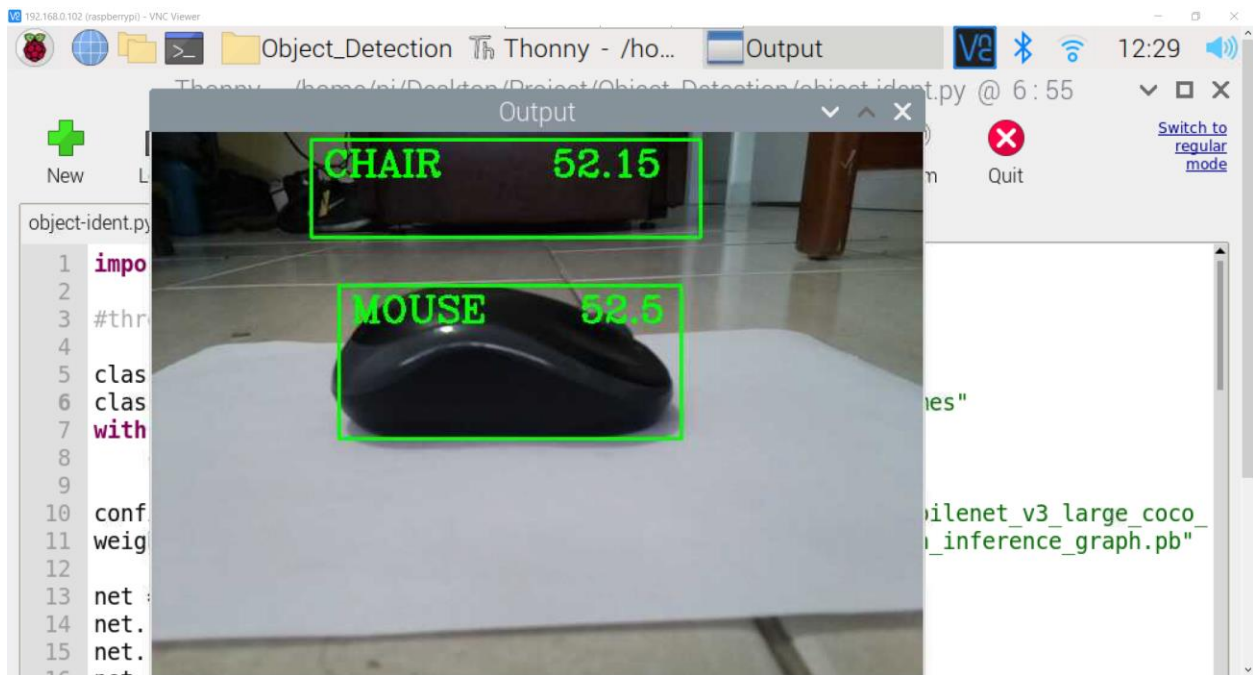 192.168.0.102 (raspberrypi) - VNC Viewer
Object_Detection Thonny - /ho... Output 12:29
Thonny - /home/pi/Desktop/Project/Object_Detection/object-ident.py @ 6 : 55
Output
New
Quit
Switch to
regular
mode
object-ident.py
CHAIR 52.15
MOUSE 52.5
1 impo
2
3 #thr
4
5 clas
6 clas es"
7 with
8
9
10 conf ilenet_v3_large_coco_
11 weig _inference_graph.pb"
12
13 net
14 net.
15 net.